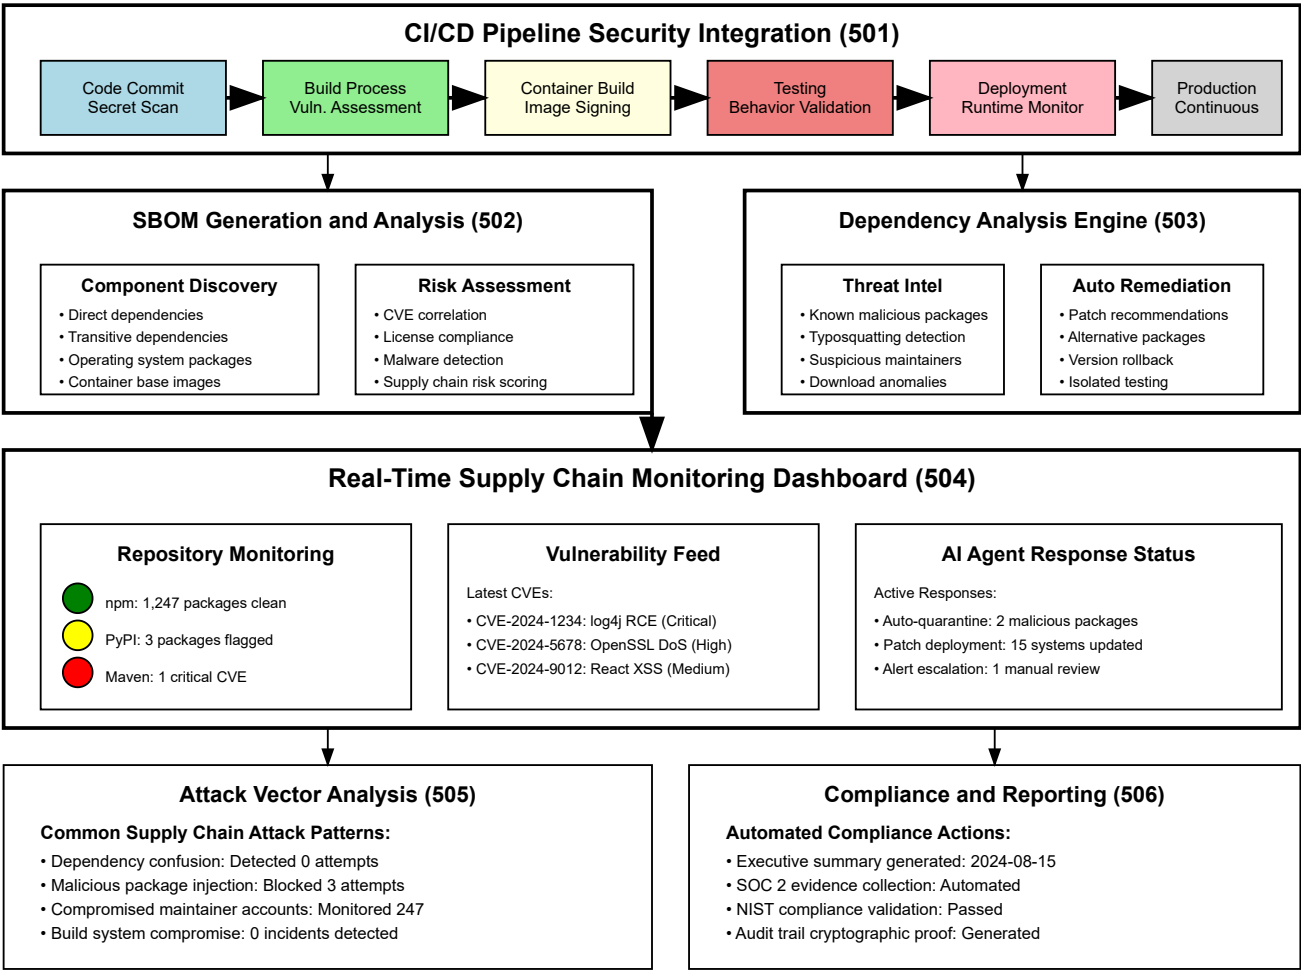 CI/CD Pipeline Security Integration (501)
Code Commit
Secret Scan
Build Process
Vuln. Assessment
Container Build
Image Signing
Testing
Behavior Validation
Deployment
Runtime Monitor
Production
Continuous
SBOM Generation and Analysis (502)
Component Discovery
• Direct dependencies
• Transitive dependencies
• Operating system packages
• Container base images
Risk Assessment
• CVE correlation
• License compliance
• Malware detection
• Supply chain risk scoring
Dependency Analysis Engine (503)
Threat Intel
• Known malicious packages
• Typosquatting detection
• Suspicious maintainers
• Download anomalies
Auto Remediation
• Patch recommendations
• Alternative packages
• Version rollback
• Isolated testing
Real-Time Supply Chain Monitoring Dashboard (504)
Repository Monitoring
npm: 1,247 packages clean
PyPI: 3 packages flagged
Maven: 1 critical CVE
Vulnerability Feed
Latest CVEs:
• CVE-2024-1234: log4j RCE (Critical)
• CVE-2024-5678: OpenSSL DoS (High)
• CVE-2024-9012: React XSS (Medium)
AI Agent Response Status
Active Responses:
• Auto-quarantine: 2 malicious packages
• Patch deployment: 15 systems updated
• Alert escalation: 1 manual review
Attack Vector Analysis (505)
Common Supply Chain Attack Patterns:
• Dependency confusion: Detected 0 attempts
• Malicious package injection: Blocked 3 attempts
• Compromised maintainer accounts: Monitored 247
• Build system compromise: 0 incidents detected
Compliance and Reporting (506)
Automated Compliance Actions:
• Executive summary generated: 2024-08-15
• SOC 2 evidence collection: Automated
• NIST compliance validation: Passed
• Audit trail cryptographic proof: Generated